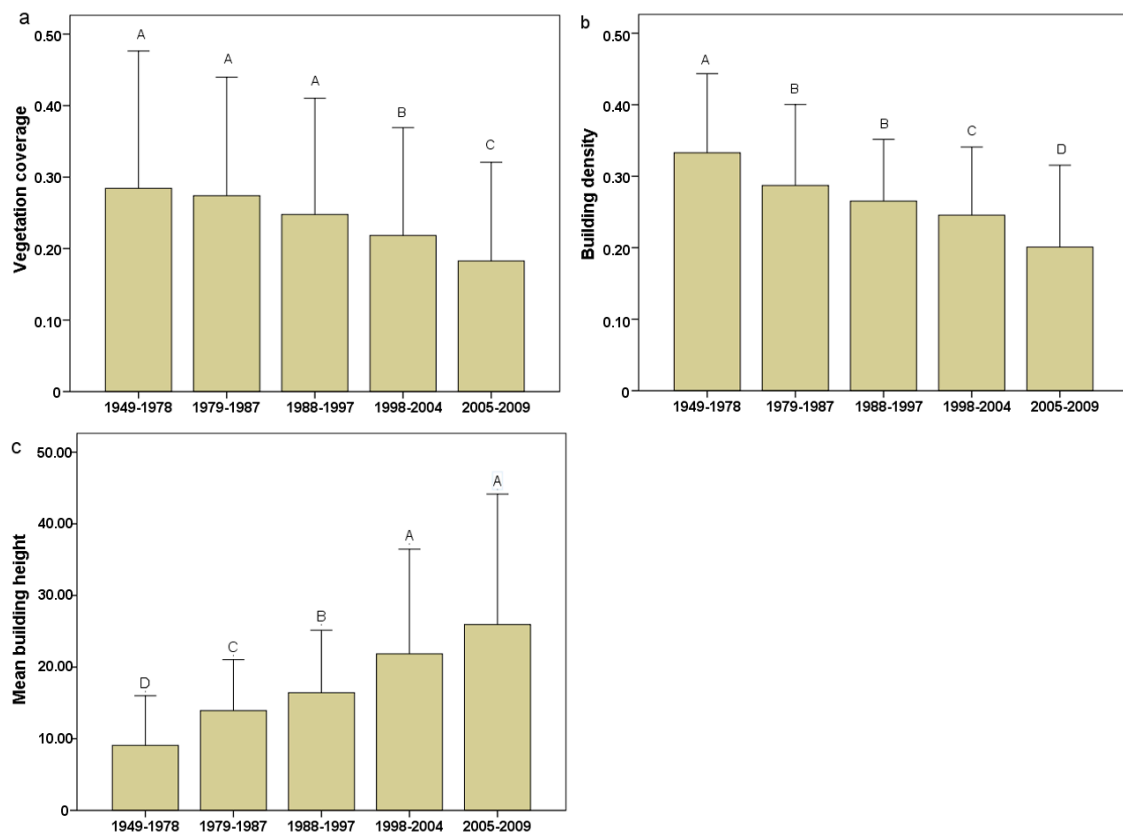 a
Vegetation coverage
0.50
0.40
0.30
0.20
0.10
0
A
A
A
B
C
1949-1978 1979-1987 1988-1997 1998-2004 2005-2009
b
Building density
0.50
0.40
0.30
0.20
0.10
0
A
B
B
C
D
1949-1978 1979-1987 1988-1997 1998-2004 2005-2009
c
Mean building height
50.00
40.00
30.00
20.00
10.00
0
D
C
B
A
A
1949-1978 1979-1987 1988-1997 1998-2004 2005-2009